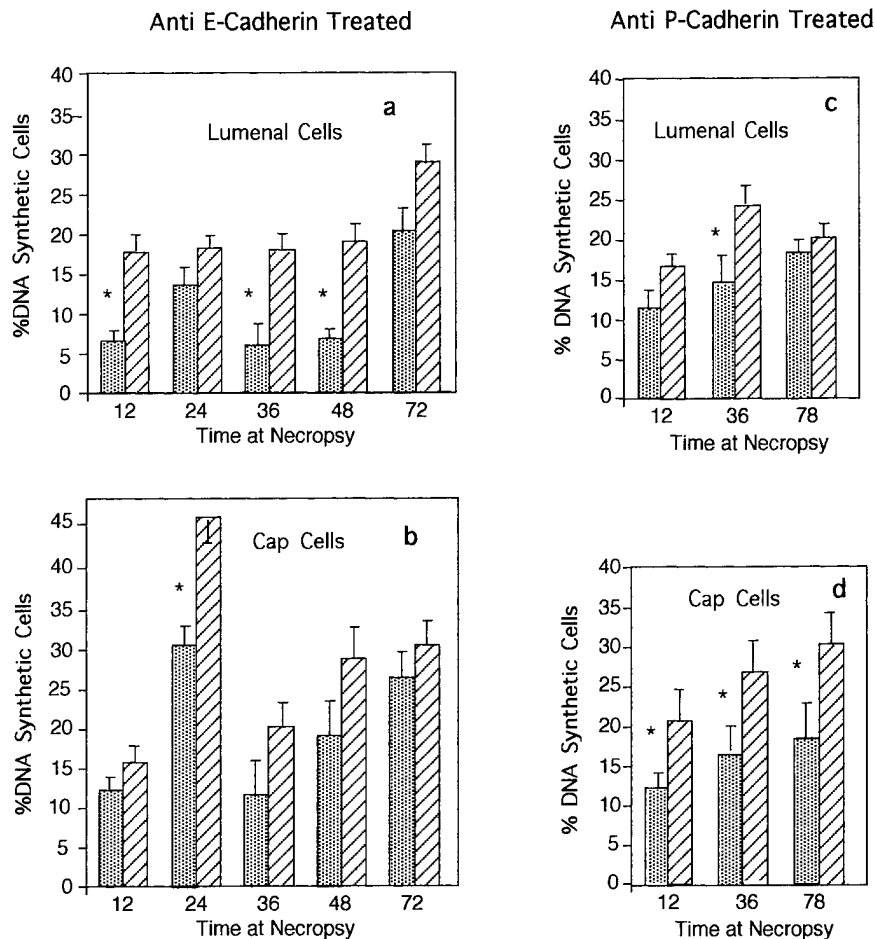 Anti E-Cadherin Treated
Anti P-Cadherin Treated
a
Lumenal Cells
%DNA Synthetic Cells
40
35
30
25
20
15
10
5
0
12 24 36 48 72
Time at Necropsy
* * *
c
Lumenal Cells
% DNA Synthetic Cells
40
35
30
25
20
15
10
5
0
12 36 78
Time at Necropsy
*
b
Cap Cells
%DNA Synthetic Cells
45
40
35
30
25
20
15
10
5
0
12 24 36 48 72
Time at Necropsy
*
d
Cap Cells
% DNA Synthetic Cells
40
35
30
25
20
15
10
5
0
12 36 78
Time at Necropsy
* * *